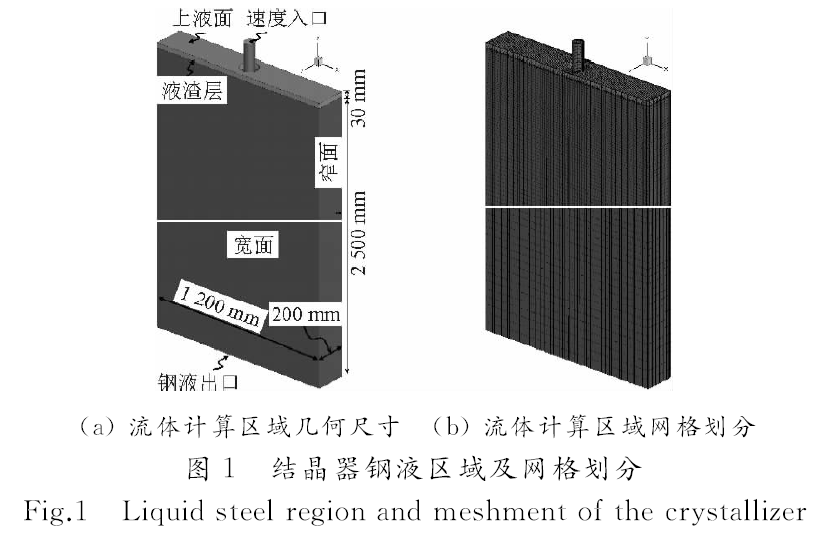 上液面 速度入口
液渣层
30 mm
窄面
2 500 mm
宽面
1 200 mm
200 mm
钢液出口
(a) 流体计算区域几何尺寸 (b) 流体计算区域网格划分
图 1 结晶器钢液区域及网格划分
Fig.1 Liquid steel region and meshment of the crystallizer